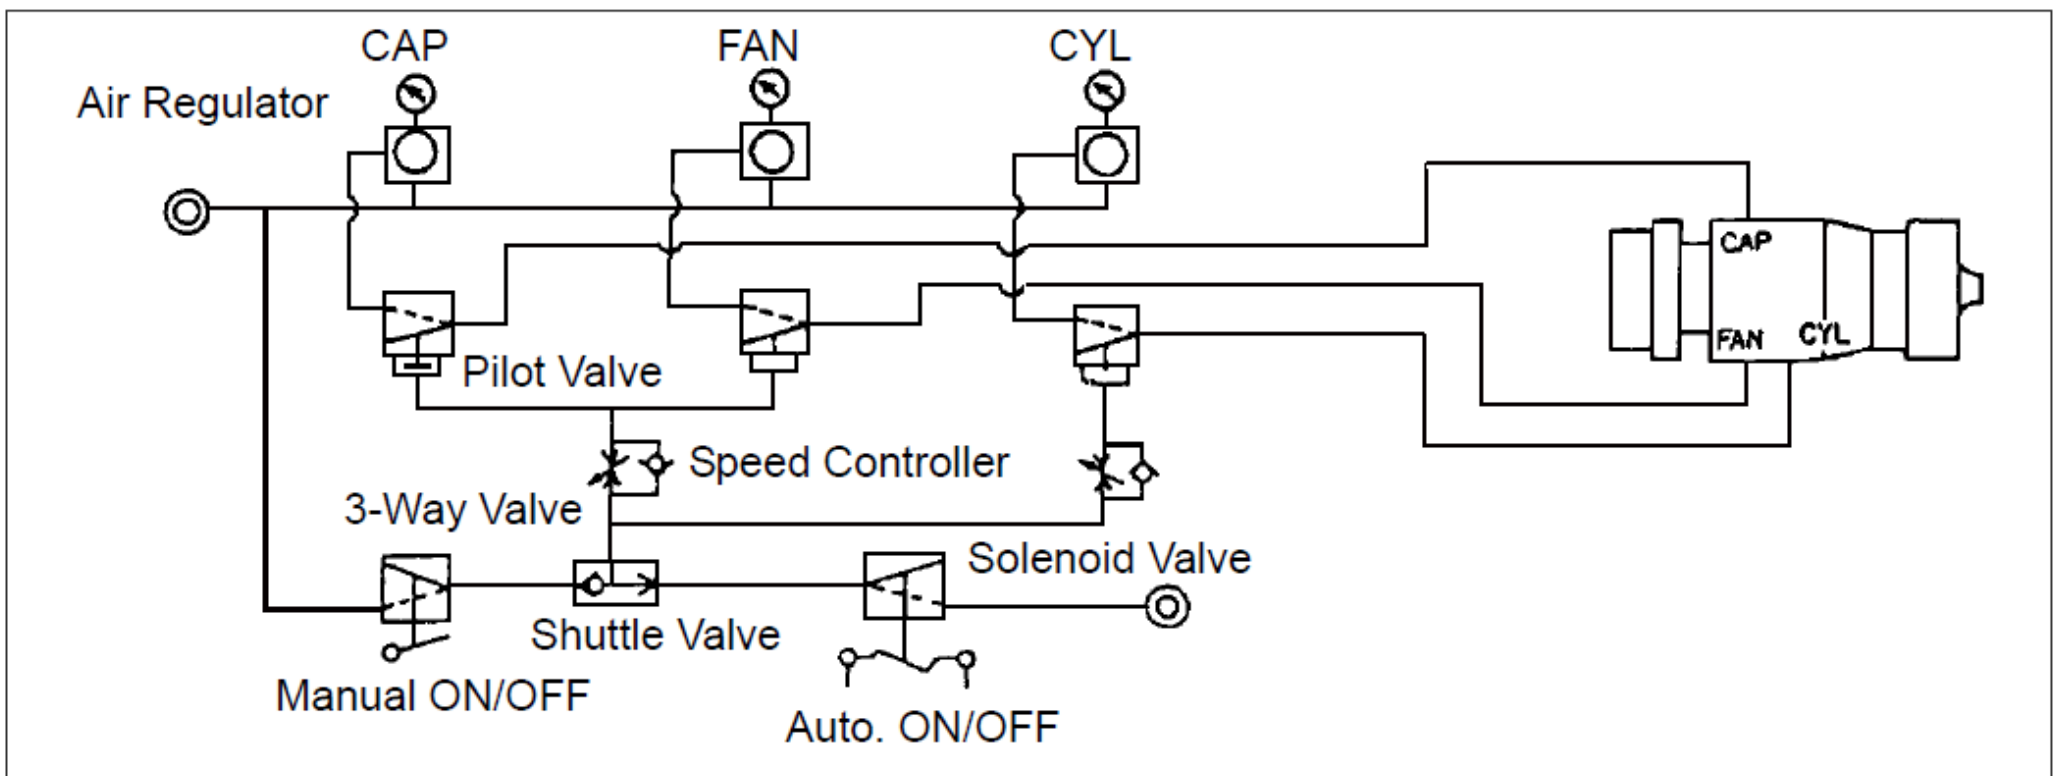 CAP
FAN
CYL
Air Regulator
CAP
FAN
CYL
Pilot Valve
Speed Controller
3-Way Valve
Solenoid Valve
Shuttle Valve
Manual ON/OFF
Auto. ON/OFF